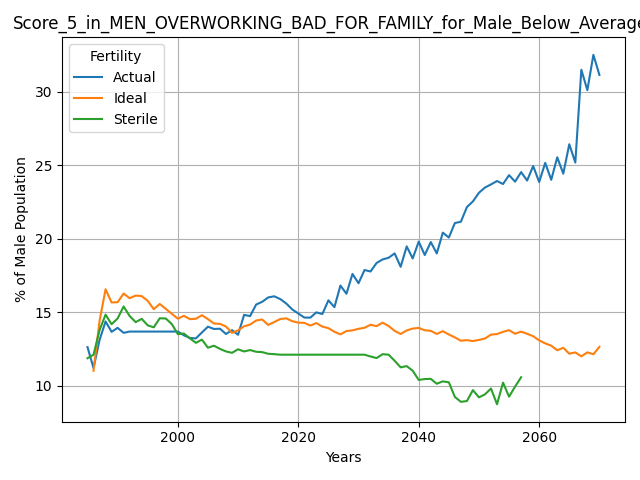 Score_5_in_MEN_OVERWORKING_BAD_FOR_FAMILY_for_Male_Below_Average
Fertility
Actual
Ideal
Sterile
% of Male Population
30
25
20
15
10
2000
2020
2040
2060
Years